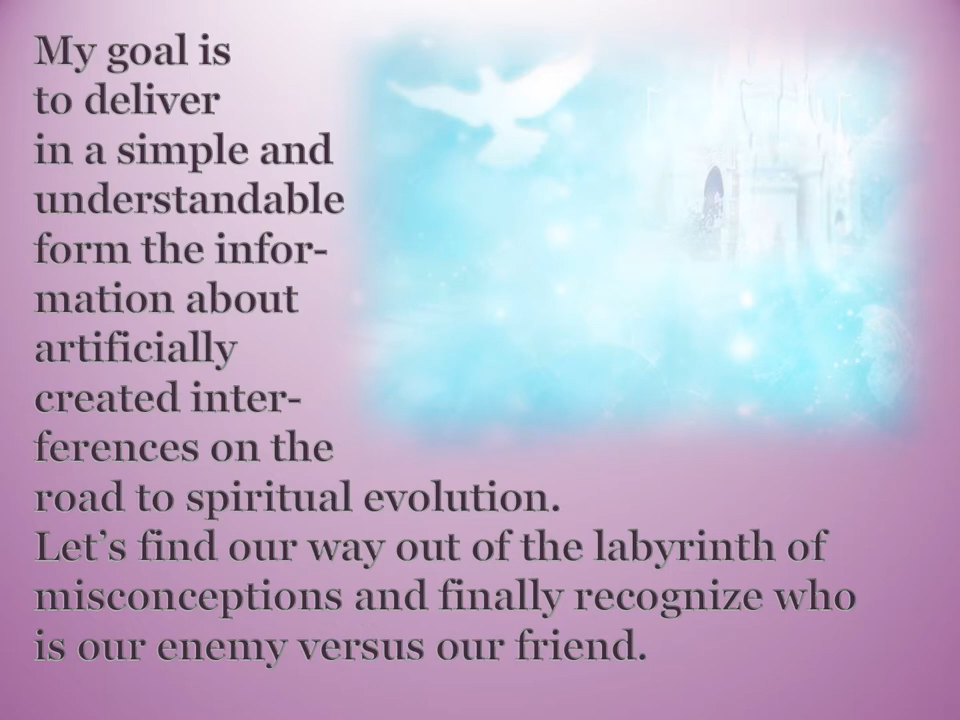 My goal is
to deliver
in a simple and
understandable
form the infor-
mation about
artificially
created inter-
ferences on the
road to spiritual evolution.
Let’s find our way out of the labyrinth of
misconceptions and finally recognize who
is our enemy versus our friend.